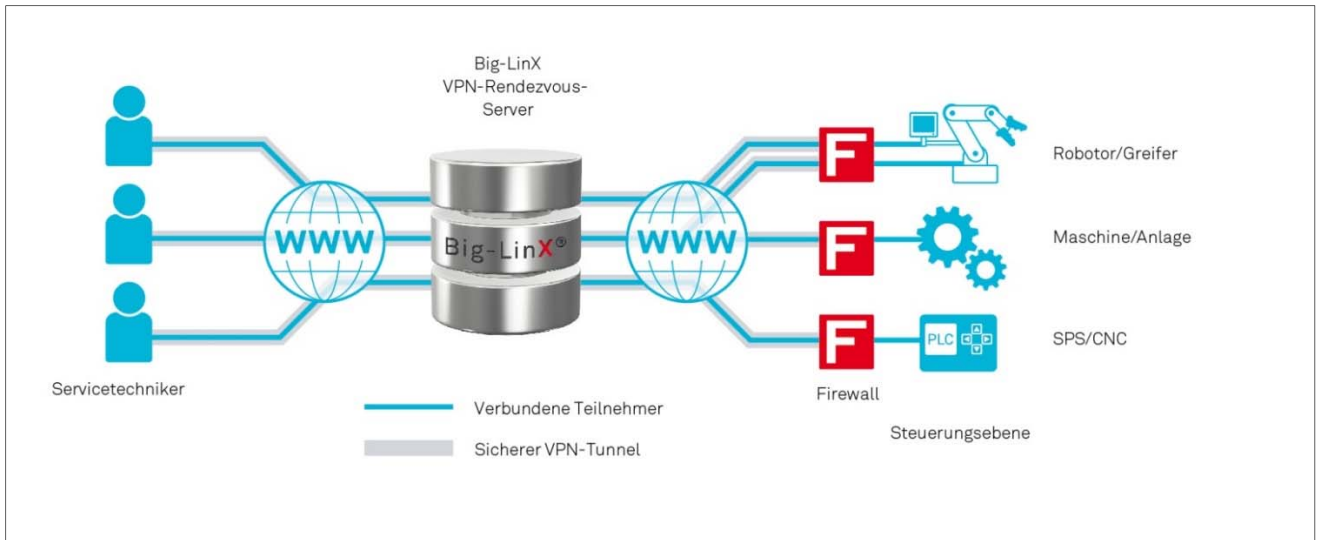 Big-LinX
VPN-Rendezvous-
Server
WWW
Big-LinX®
WWW
F
F
F
PLC
Robotor/Greifer
Maschine/Anlage
SPS/CNC
Servicetechniker
Firewall
Steuerungsebene
Verbundene Teilnehmer
Sicherer VPN-Tunnel